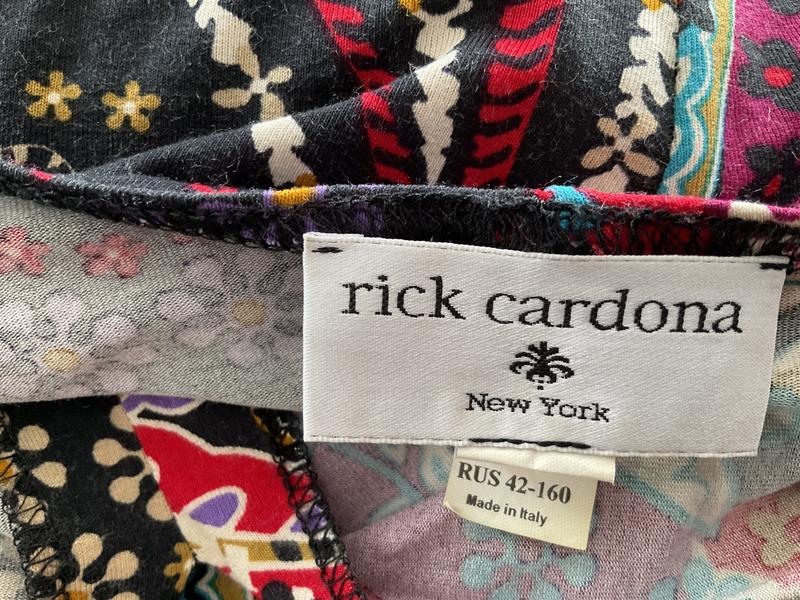 rick cardona
New York
RUS 42-160
Made in Italy